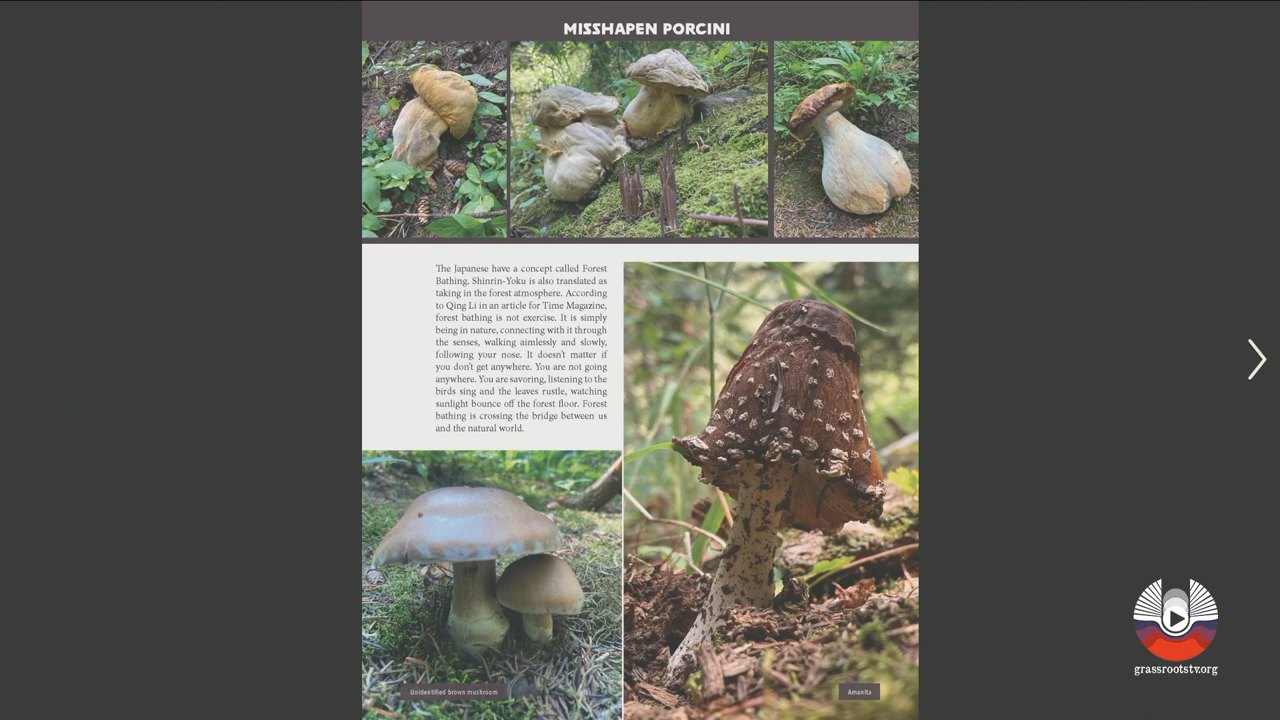 MISSHAPEN PORCINI
The Japanese have a concept called Forest
Bathing. Shinrin-Yoku is also translated as
taking in the forest atmosphere. According
to Qing Li in an article for Time Magazine,
forest bathing is not exercise. It is simply
being in nature, connecting with it through
the senses, walking aimlessly and slowly,
following your nose. It doesn't matter if
you don't get anywhere. You are not going
anywhere. You are savoring, listening to the
birds sing and the leaves rustle, watching
sunlight bounce off the forest floor. Forest
bathing is crossing the bridge between us
and the natural world.
Unidentified brown mushroom
Amanita
grassrootstv.org